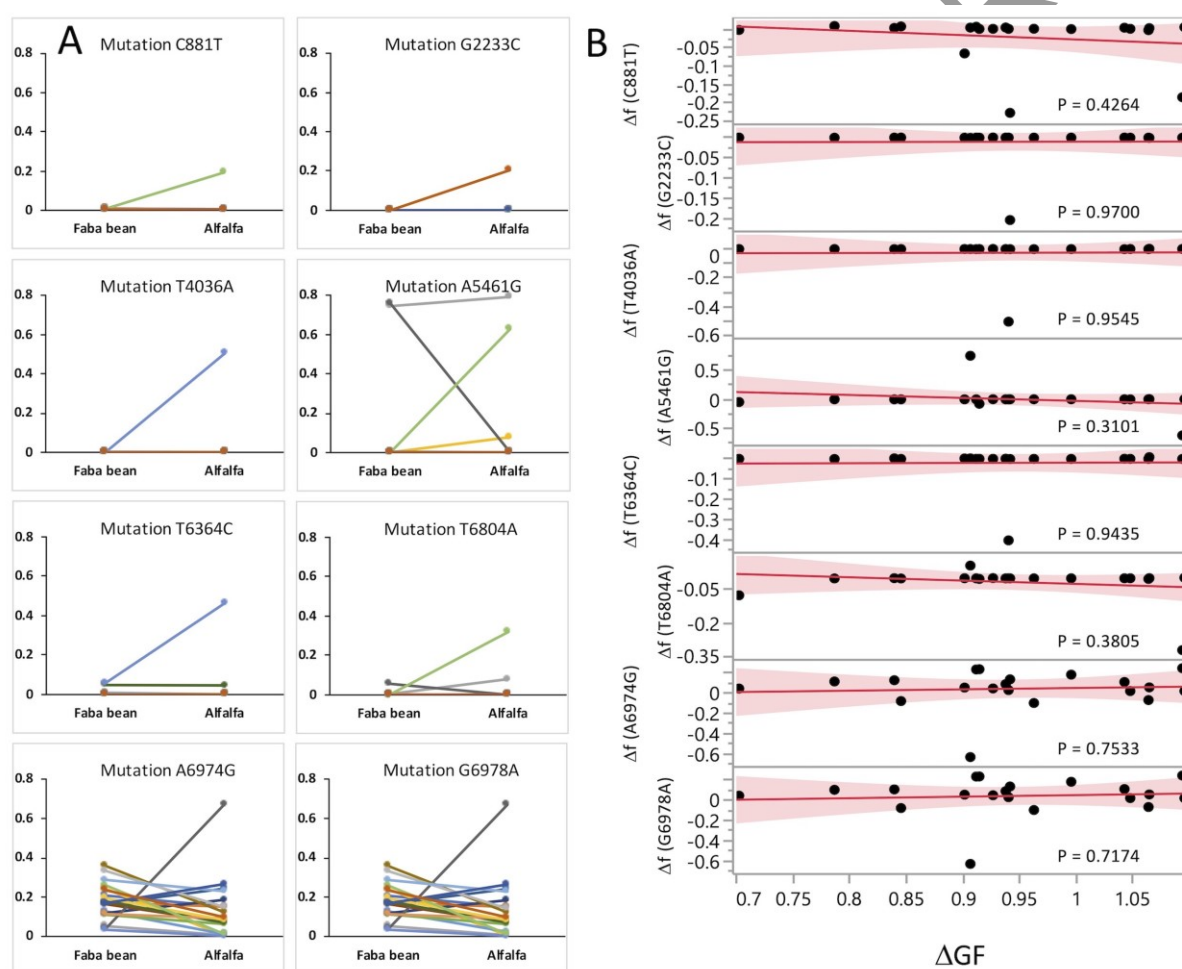 A
Mutation C881T
0.8
0.6
0.4
0.2
0
Faba bean Alfalfa
Mutation G2233C
0.8
0.6
0.4
0.2
0
Faba bean Alfalfa
Mutation T4036A
0.8
0.6
0.4
0.2
0
Faba bean Alfalfa
Mutation A5461G
0.8
0.6
0.4
0.2
0
Faba bean Alfalfa
Mutation T6364C
0.8
0.6
0.4
0.2
0
Faba bean Alfalfa
Mutation T6804A
0.8
0.6
0.4
0.2
0
Faba bean Alfalfa
Mutation A6974G
0.8
0.6
0.4
0.2
0
Faba bean Alfalfa
Mutation G6978A
0.8
0.6
0.4
0.2
0
Faba bean Alfalfa
B
Δf (C881T)
-0.05
-0.1
-0.15
-0.2
-0.25
P = 0.4264
Δf (G2233C)
-0.05
-0.1
-0.15
-0.2
P = 0.9700
Δf (T4036A)
0
-0.2
-0.4
-0.6
P = 0.9545
Δf (A5461G)
0.5
0
-0.5
P = 0.3101
Δf (T6364C)
-0.1
-0.2
-0.3
-0.4
P = 0.9435
Δf (T6804A)
-0.05
-0.2
-0.35
P = 0.3805
Δf (A6974G)
0
-0.2
-0.4
-0.6
P = 0.7533
Δf (G6978A)
0
-0.2
-0.4
-0.6
P = 0.7174
0.7 0.75 0.8 0.85 0.9 0.95 1 1.05
ΔGF